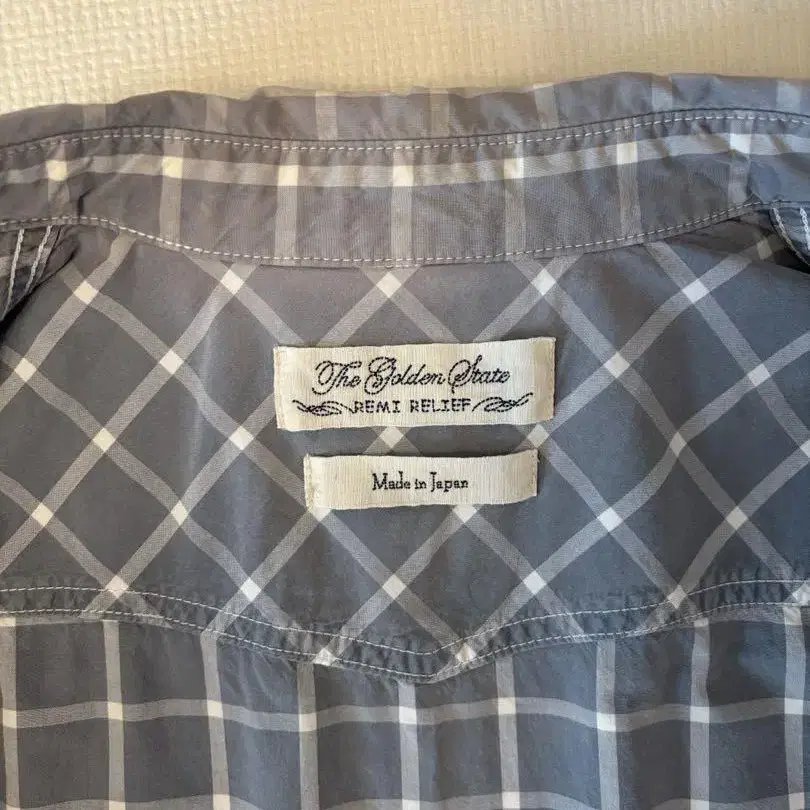 The Golden State
REMI RELIEF
Made in Japan